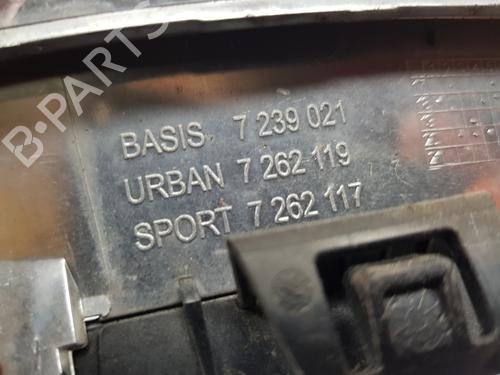 B-PARTS
BASIS 7 239 021
URBAN 7 262 119
SPORT 7 262 117